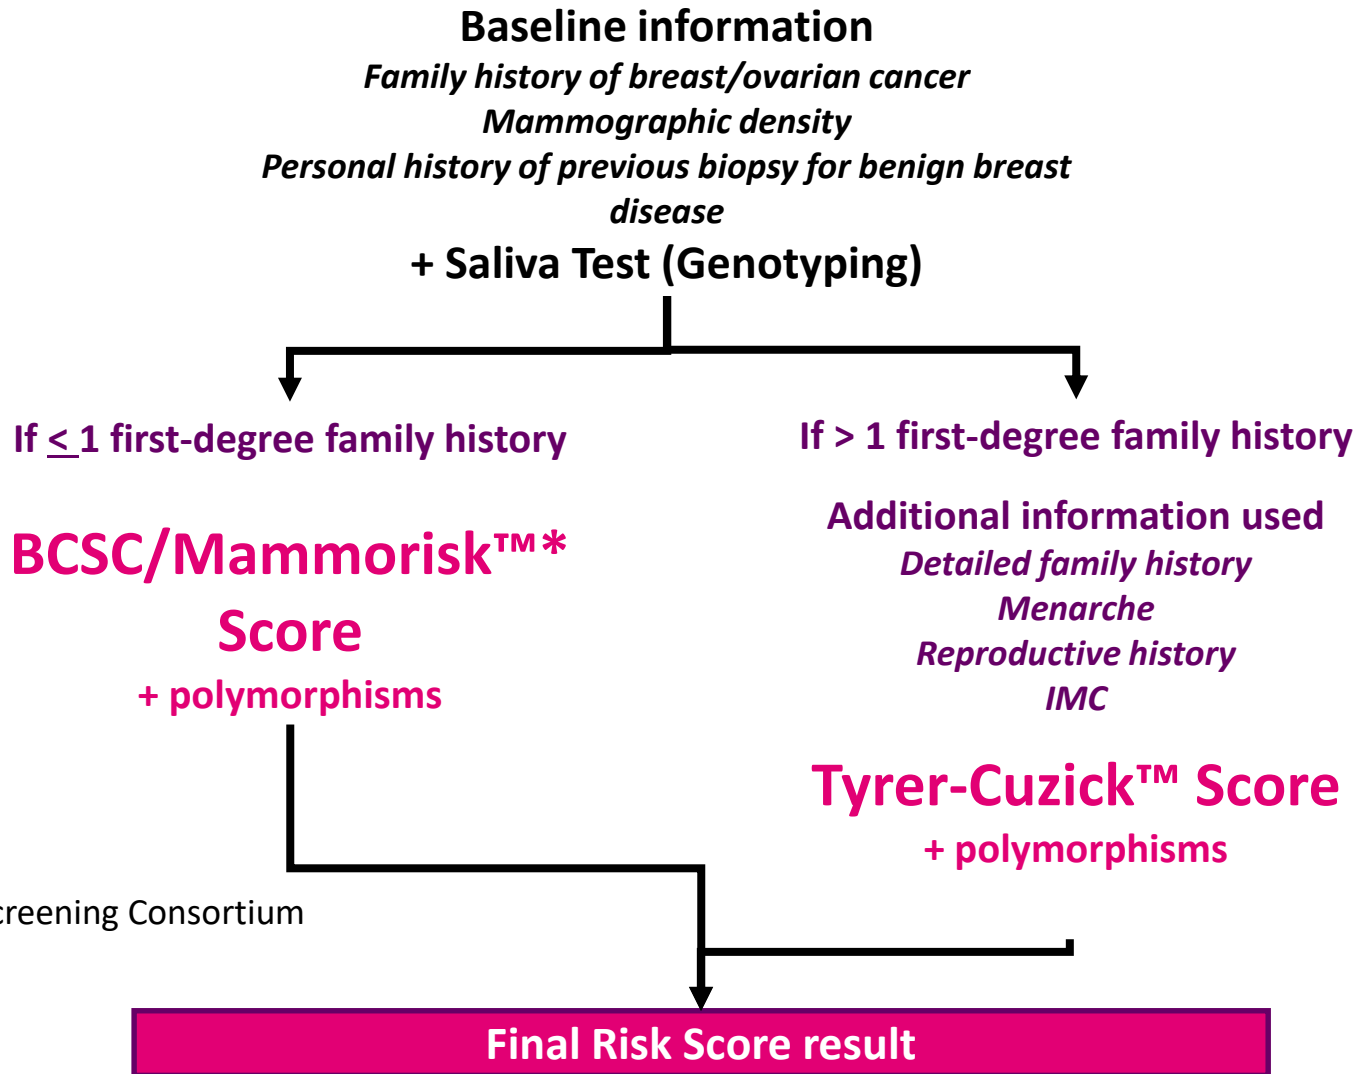 Baseline information
Family history of breast/ovarian cancer
Mammographic density
Personal history of previous biopsy for benign breast
disease
+ Saliva Test (Genotyping)
If < 1 first-degree family history
BCSC/Mammorisk™*
Score
+ polymorphisms
If > 1 first-degree family history
Additional information used
Detailed family history
Menarche
Reproductive history
IMC
Tyrer-Cuzick™ Score
+ polymorphisms
creening Consortium
Final Risk Score result